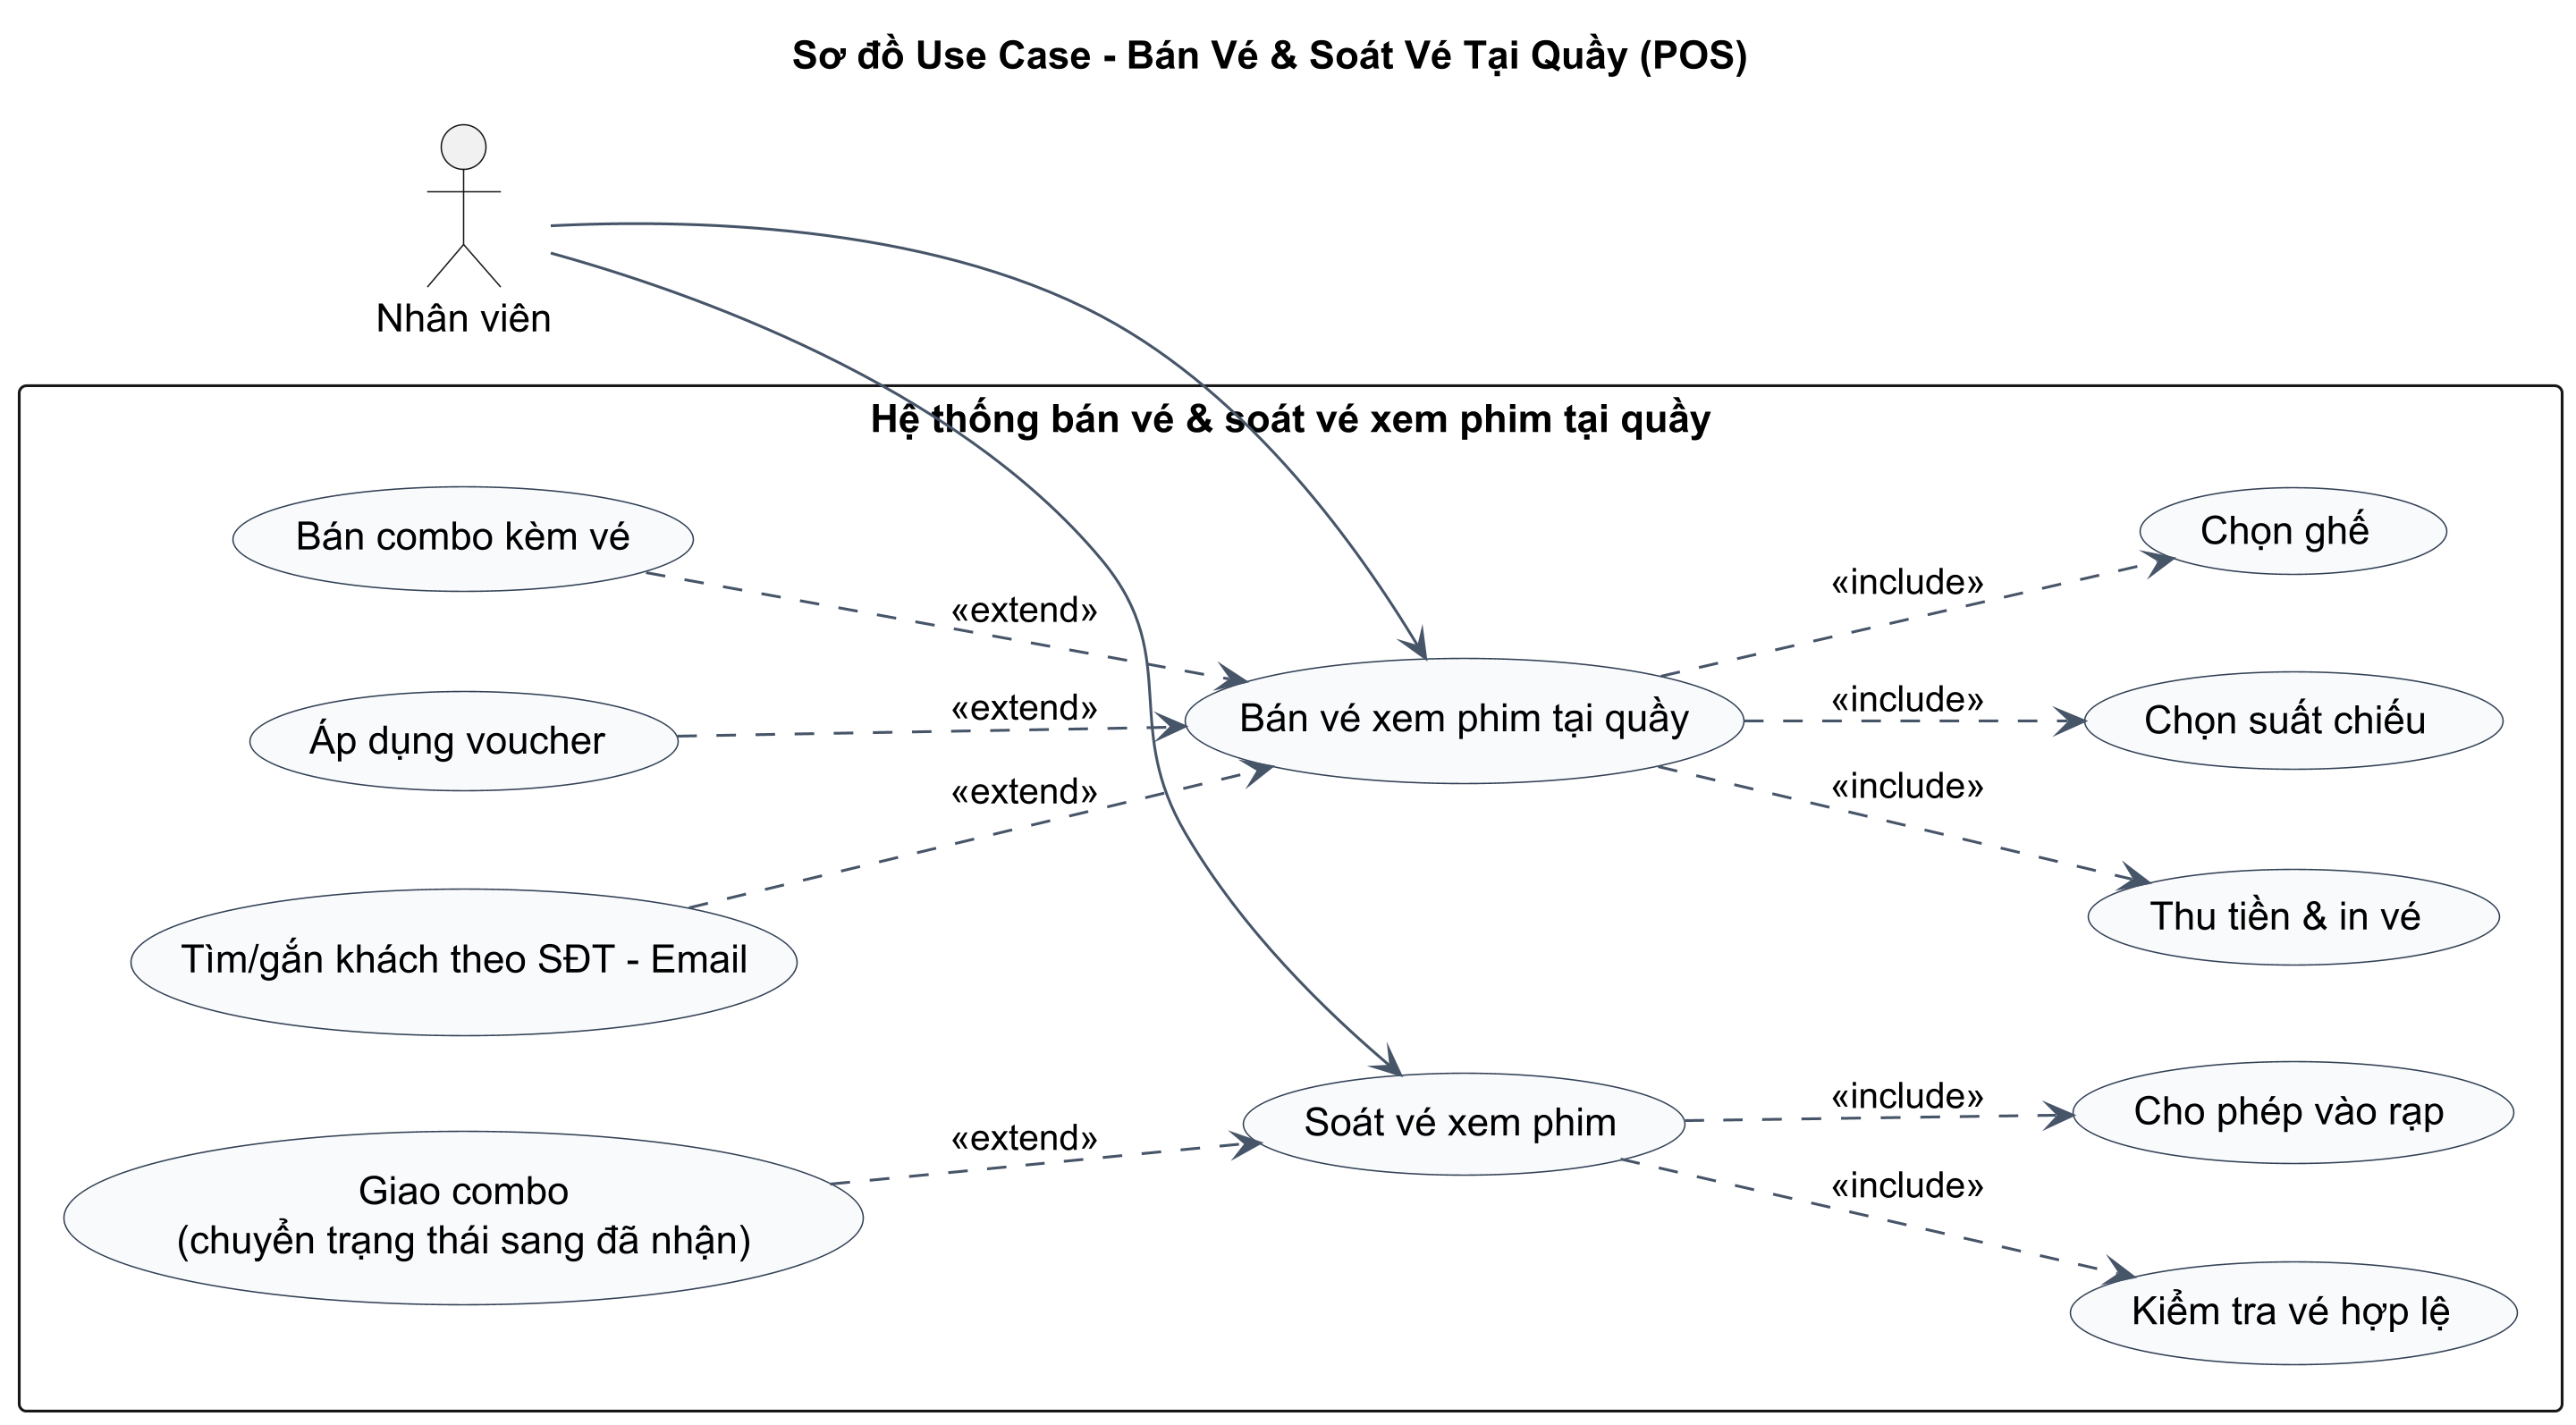 Sơ đồ Use Case - Bán Vé & Soát Vé Tại Quầy (POS)
Nhân viên
Hệ thống bán vé & soát vé xem phim tại quầy
Bán combo kèm vé
«extend»
Áp dụng voucher
«extend»
Tìm/gắn khách theo SĐT - Email
«extend»
Giao combo
(chuyển trạng thái sang đã nhận)
«extend»
Bán vé xem phim tại quầy
Soát vé xem phim
«include»
Chọn ghế
«include»
Chọn suất chiếu
«include»
Thu tiền & in vé
«include»
Cho phép vào rạp
«include»
Kiểm tra vé hợp lệ